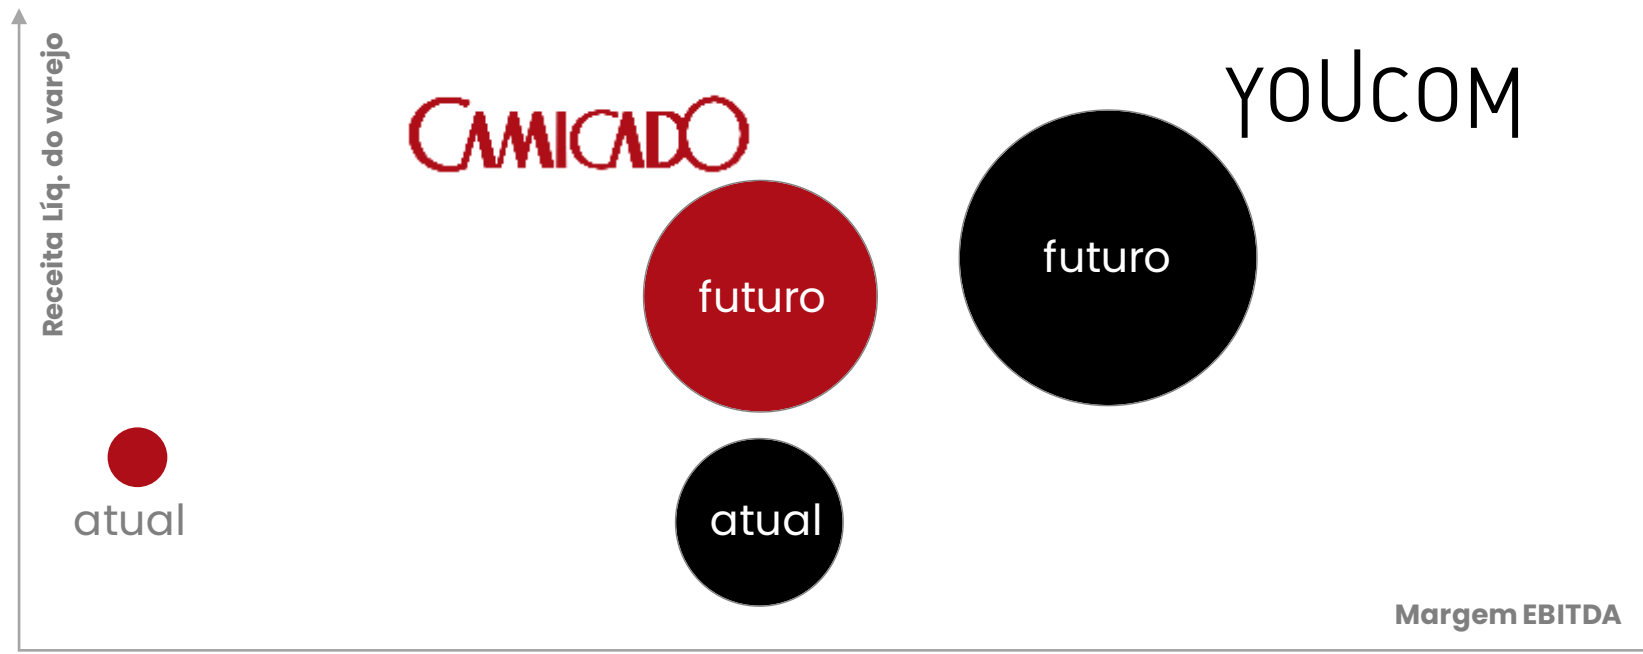 Receita Líq. do varejo
CAMICADO
YOUCOM
futuro
futuro
atual
atual
Margem EBITDA